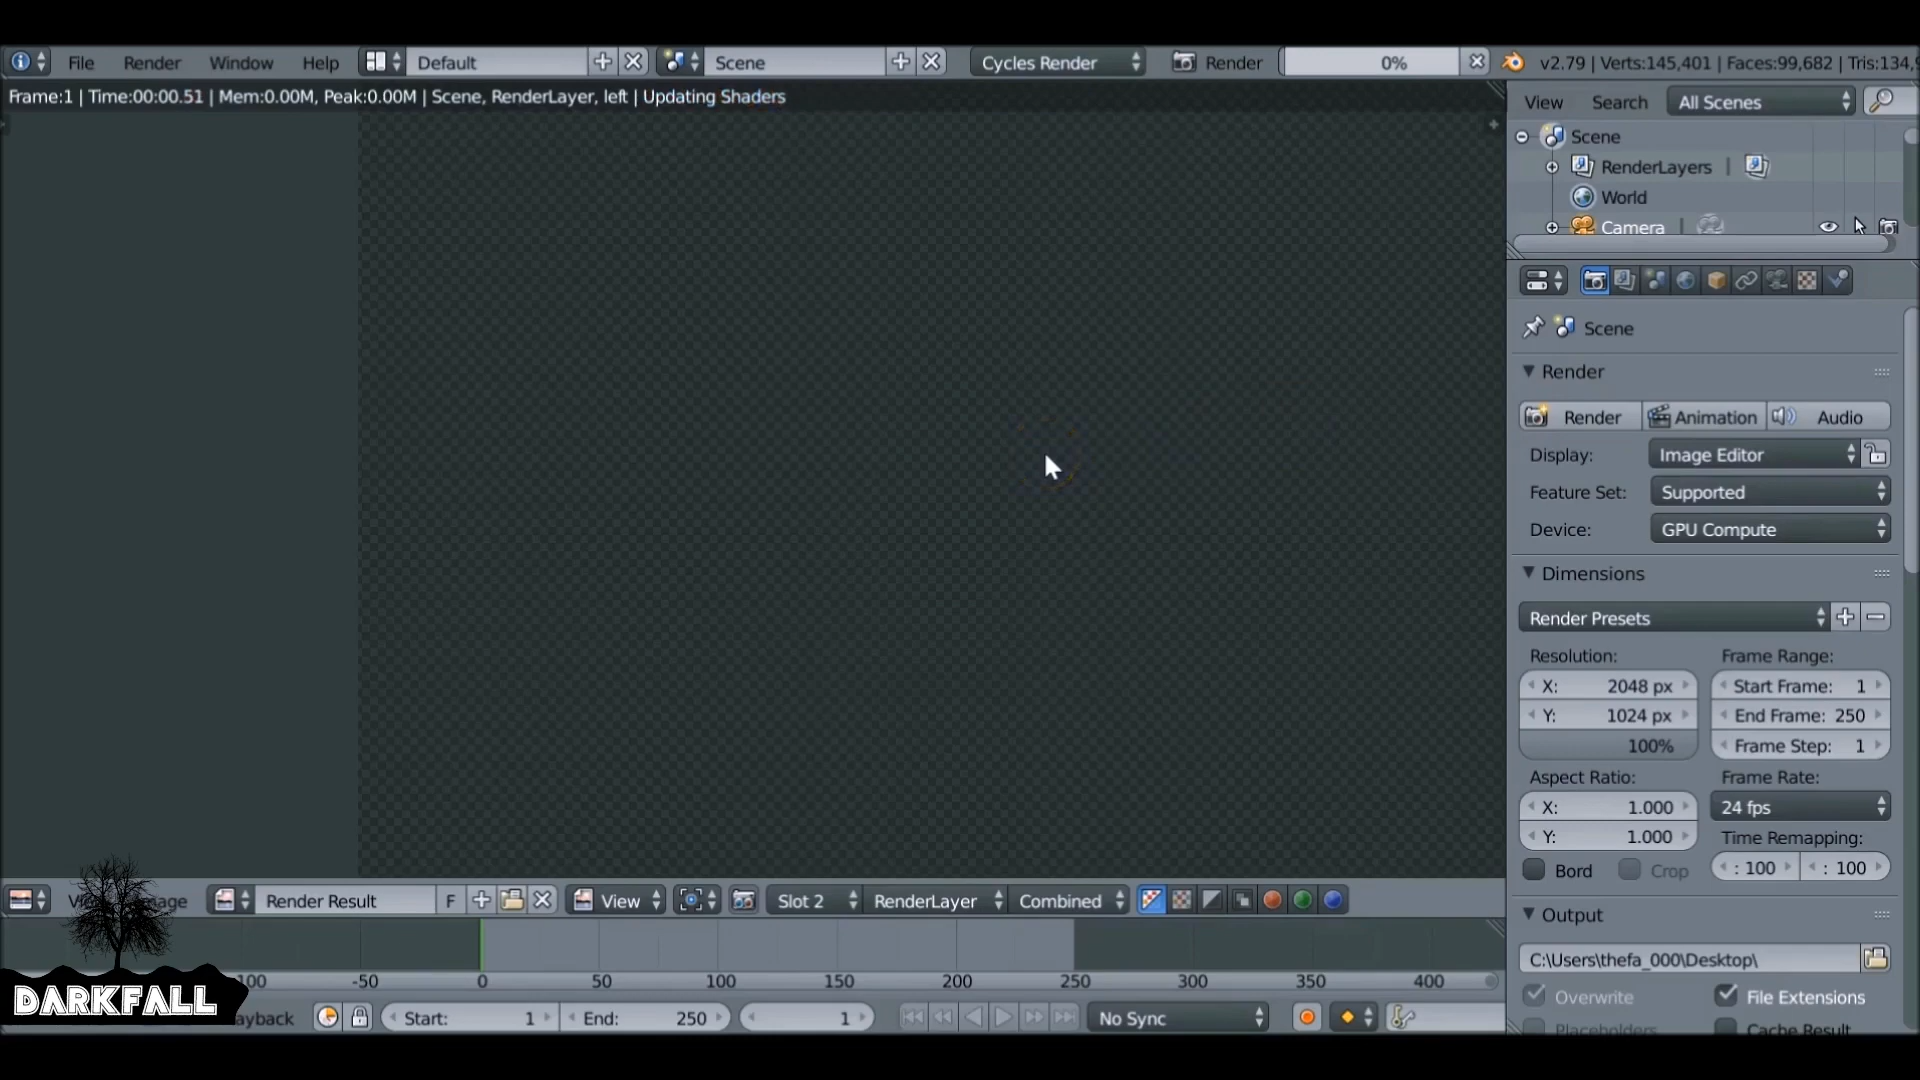 File Render Window Help Default Scene Cycles Render Render 0% v2.79 | Verts:145,401 | Faces:99,682 | Tris:134,
Frame:1 | Time:00:00.51 | Mem:0.00M, Peak:0.00M | Scene, RenderLayer, left | Updating Shaders
View Search All Scenes
Scene
RenderLayers |
World
Camera |
Scene
Render
Render Animation Audio
Display: Image Editor
Feature Set: Supported
Device: GPU Compute
Dimensions
Render Presets
Resolution: Frame Range:
X: 2048 px Start Frame: 1
Y: 1024 px End Frame: 250
100% Frame Step: 1
Aspect Ratio: Frame Rate:
X: 1.000 24 fps
Y: 1.000 Time Remapping:
Bord Crop : 100 : 100
Output
C:\Users\thefa_000\Desktop\
Overwrite File Extensions
Placeholders Cache Result
Render Result F View Slot 2 RenderLayer Combined
-50 0 50 100 150 200 250 300 350 400
Start: 1 End: 250 1 No Sync
DARKFALL